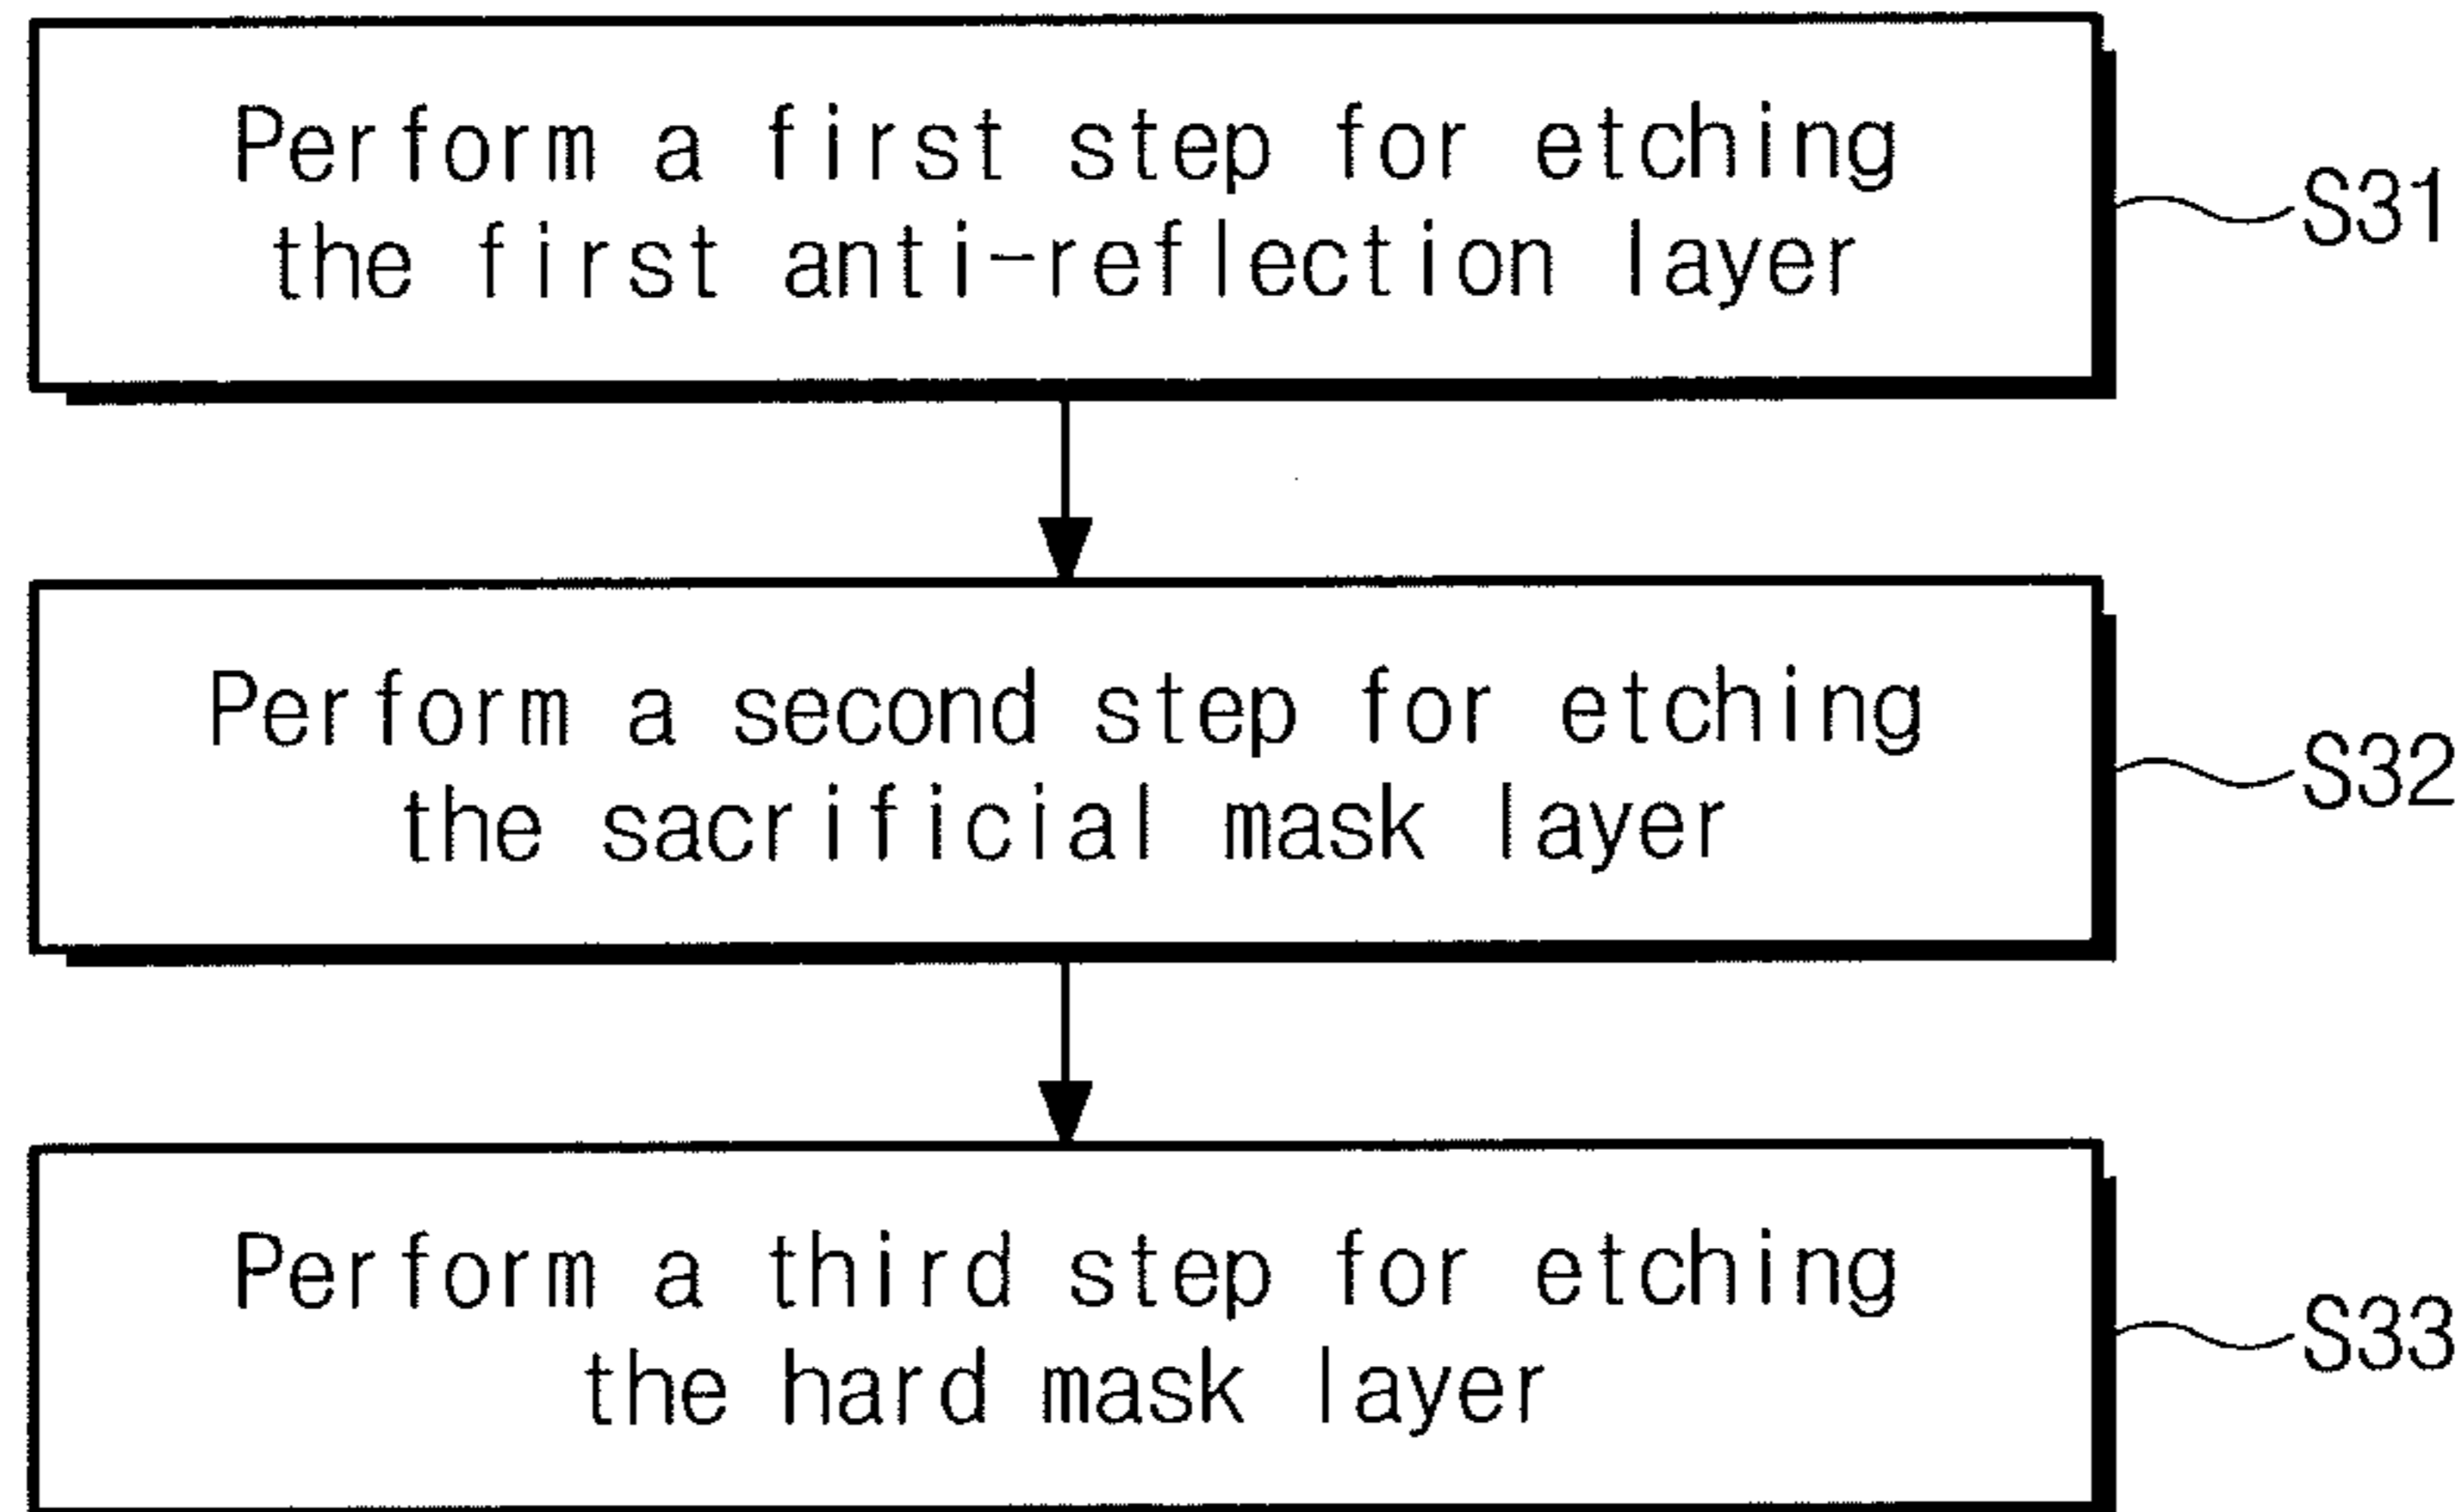 Perform a first step for etching
the first anti-reflection layer
S31
Perform a second step for etching
the sacrificial mask layer
S32
Perform a third step for etching
the hard mask layer
S33